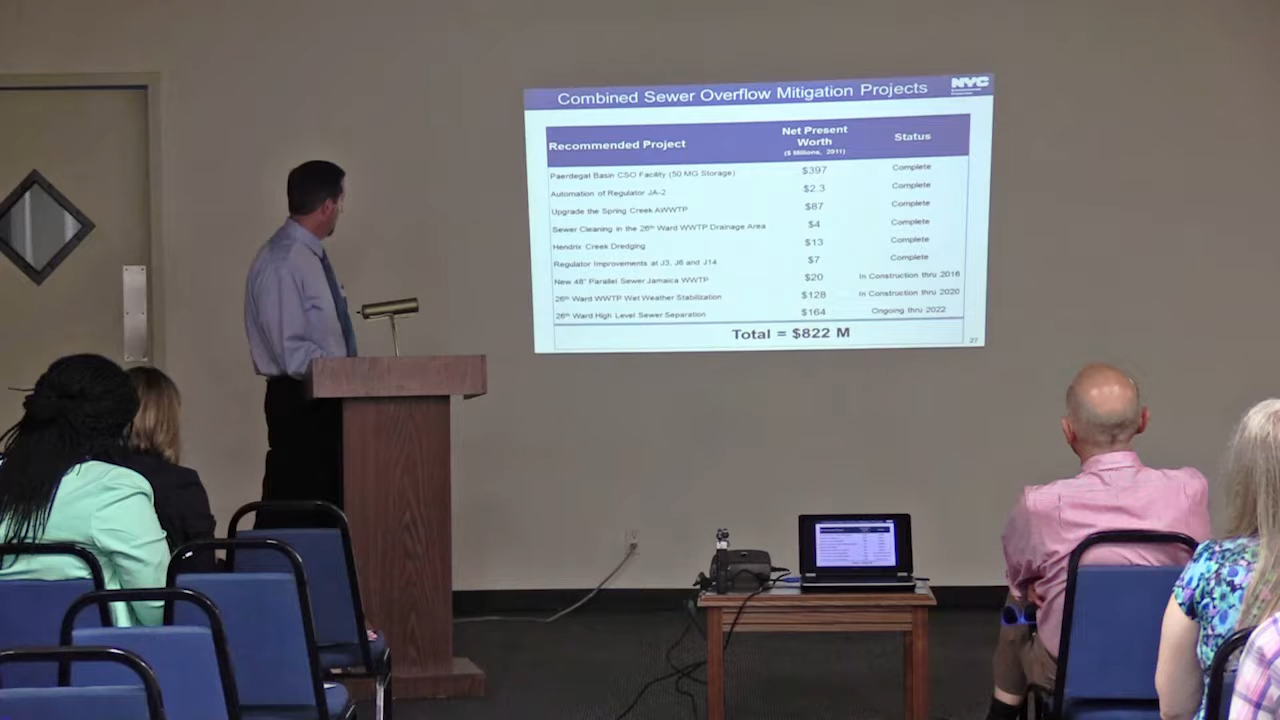 Combined Sewer Overflow Mitigation Projects
NYC
Recommended Project
Net Present
Worth
($ Millions, 2011)
Status
Paerdegat Basin CSO Facility (50 MG Storage) $397 Complete
Automation of Regulator JA-2 $2.3 Complete
Upgrade the Spring Creek AWWTP $87 Complete
Sewer Cleaning in the 26th Ward WWTP Drainage Area $4 Complete
Hendrix Creek Dredging $13 Complete
Regulator Improvements at J3, J6 and J14 $7 Complete
New 48" Parallel Sewer Jamaica WWTP $20 In Construction thru 2016
26th Ward WWTP Wet Weather Stabilization $128 In Construction thru 2020
26th Ward High Level Sewer Separation $164 Ongoing thru 2022
Total = $822 M
27